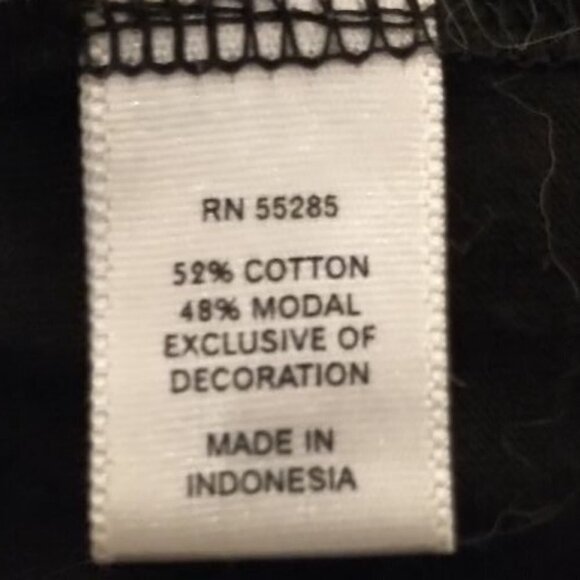 RN 55285
52% COTTON
48% MODAL
EXCLUSIVE OF
DECORATION
MADE IN
INDONESIA